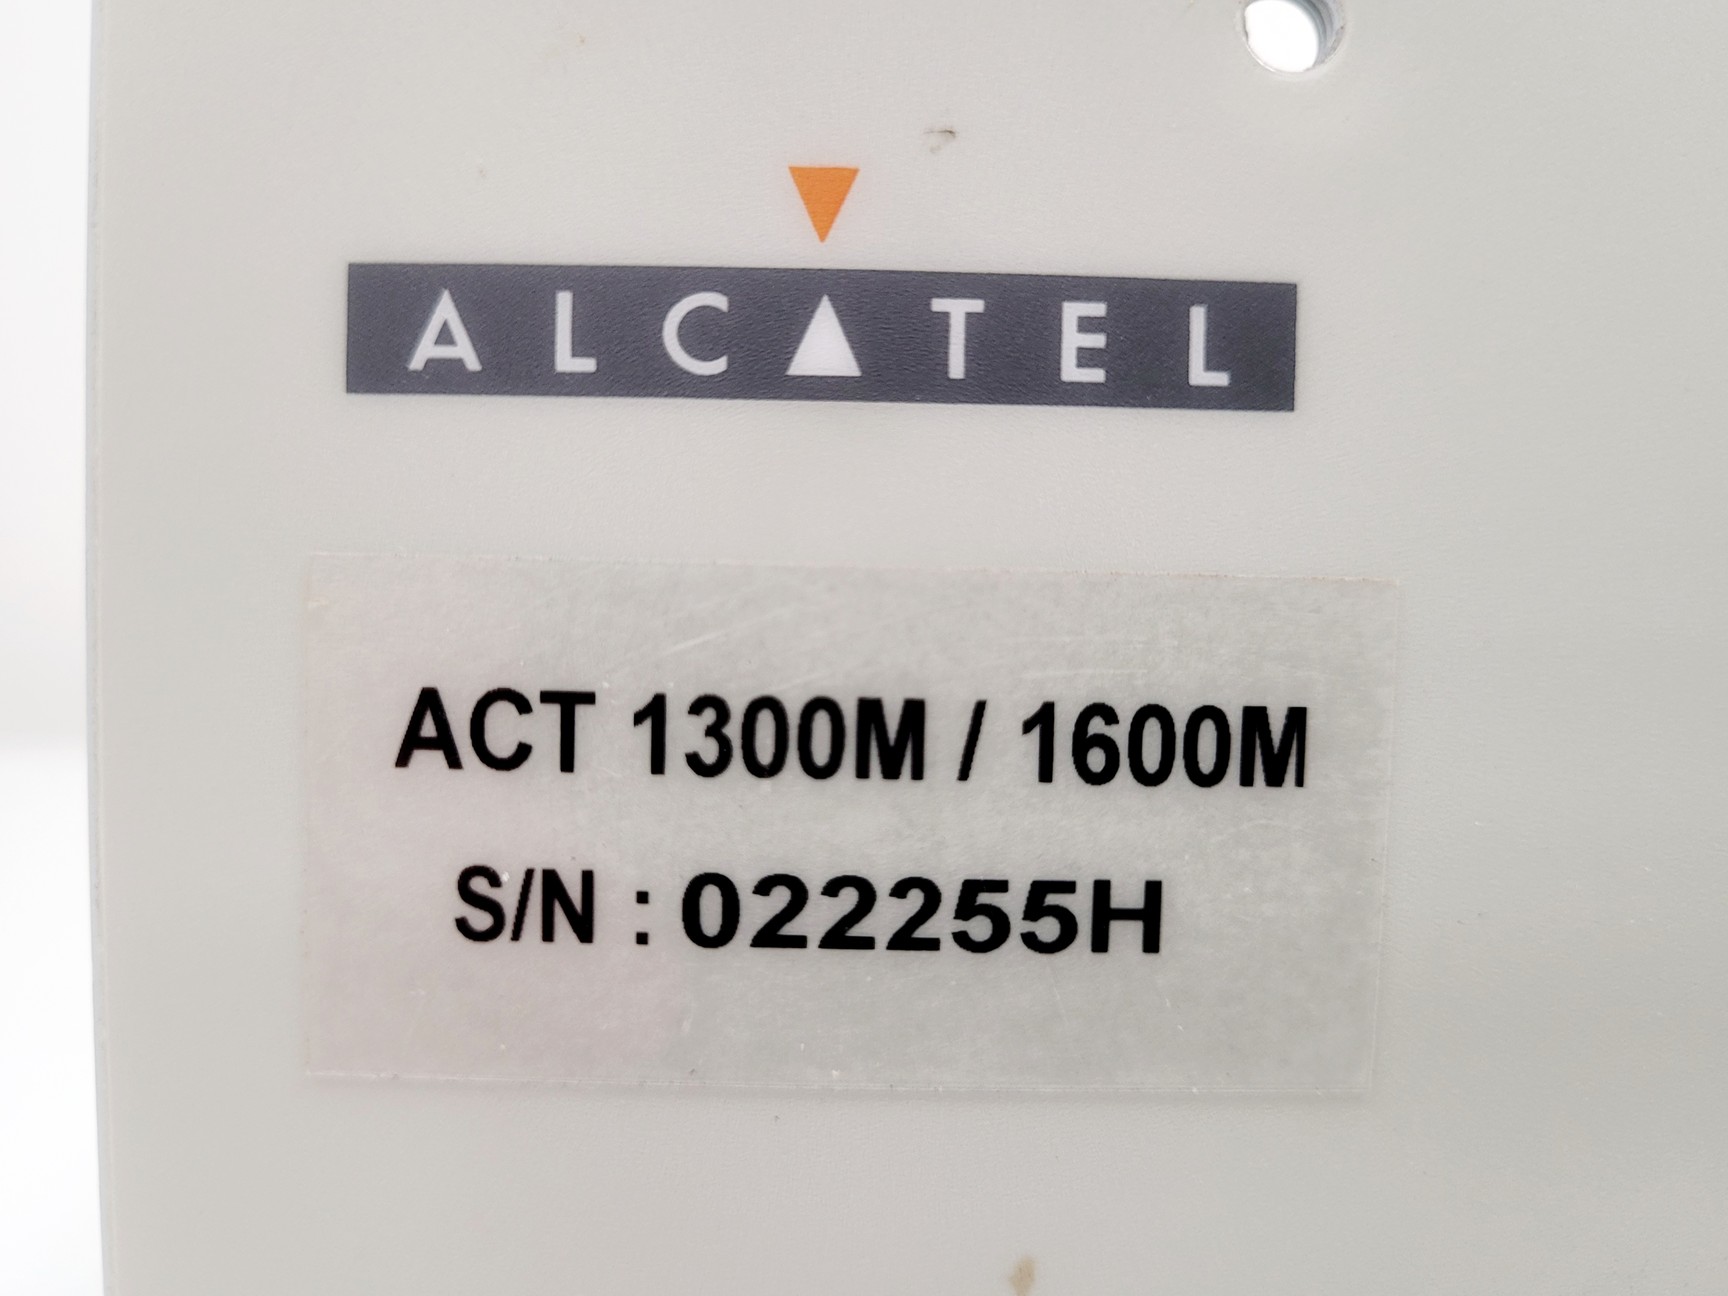 ALCATEL
ACT 1300M / 1600M
S/N : 022255H